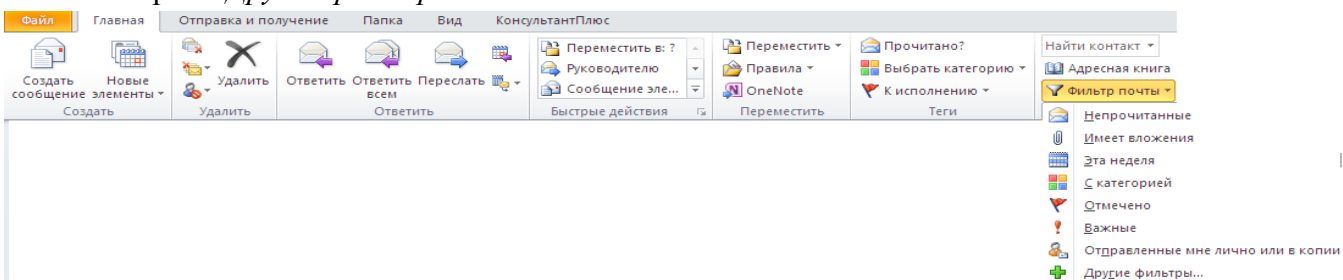 Файл Главная Отправка и получение Папка Вид КонсультантПлюс
Создать сообщение
Новые элементы
Создать
Удалить
Удалить
Ответить
Ответить всем
Переслать
Ответить
Переместить в: ?
Руководителю
Сообщение эле...
Быстрые действия
Переместить
Правила
OneNote
Переместить
Прочитано?
Выбрать категорию
К исполнению
Теги
Найти контакт
Адресная книга
Фильтр почты
Непрочитанные
Имеет вложения
Эта неделя
С категорией
Отмечено
Важные
Отправленные мне лично или в копии
Другие фильтры...